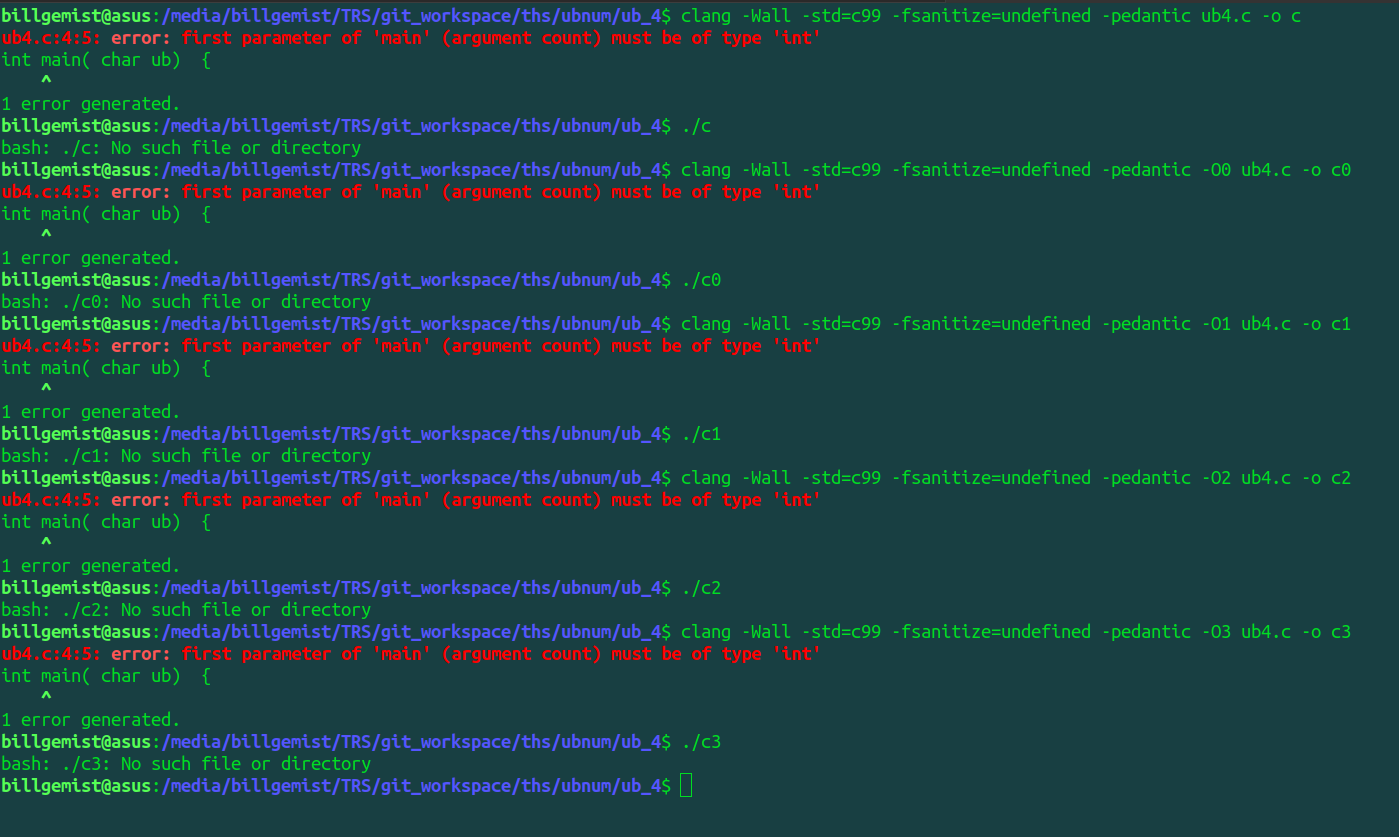 billgemist@asus:/media/billgemist/TRS/git_workspace/ths/ubnum/ub_4$ clang -Wall -std=c99 -fsanitize=undefined -pedantic ub4.c -o c
ub4.c:4:5: error: first parameter of 'main' (argument count) must be of type 'int'
int main( char ub)  {
    ^
1 error generated.
billgemist@asus:/media/billgemist/TRS/git_workspace/ths/ubnum/ub_4$ ./c
bash: ./c: No such file or directory
billgemist@asus:/media/billgemist/TRS/git_workspace/ths/ubnum/ub_4$ clang -Wall -std=c99 -fsanitize=undefined -pedantic -O0 ub4.c -o c0
ub4.c:4:5: error: first parameter of 'main' (argument count) must be of type 'int'
int main( char ub)  {
    ^
1 error generated.
billgemist@asus:/media/billgemist/TRS/git_workspace/ths/ubnum/ub_4$ ./c0
bash: ./c0: No such file or directory
billgemist@asus:/media/billgemist/TRS/git_workspace/ths/ubnum/ub_4$ clang -Wall -std=c99 -fsanitize=undefined -pedantic -O1 ub4.c -o c1
ub4.c:4:5: error: first parameter of 'main' (argument count) must be of type 'int'
int main( char ub)  {
    ^
1 error generated.
billgemist@asus:/media/billgemist/TRS/git_workspace/ths/ubnum/ub_4$ ./c1
bash: ./c1: No such file or directory
billgemist@asus:/media/billgemist/TRS/git_workspace/ths/ubnum/ub_4$ clang -Wall -std=c99 -fsanitize=undefined -pedantic -O2 ub4.c -o c2
ub4.c:4:5: error: first parameter of 'main' (argument count) must be of type 'int'
int main( char ub)  {
    ^
1 error generated.
billgemist@asus:/media/billgemist/TRS/git_workspace/ths/ubnum/ub_4$ ./c2
bash: ./c2: No such file or directory
billgemist@asus:/media/billgemist/TRS/git_workspace/ths/ubnum/ub_4$ clang -Wall -std=c99 -fsanitize=undefined -pedantic -O3 ub4.c -o c3
ub4.c:4:5: error: first parameter of 'main' (argument count) must be of type 'int'
int main( char ub)  {
    ^
1 error generated.
billgemist@asus:/media/billgemist/TRS/git_workspace/ths/ubnum/ub_4$ ./c3
bash: ./c3: No such file or directory
billgemist@asus:/media/billgemist/TRS/git_workspace/ths/ubnum/ub_4$